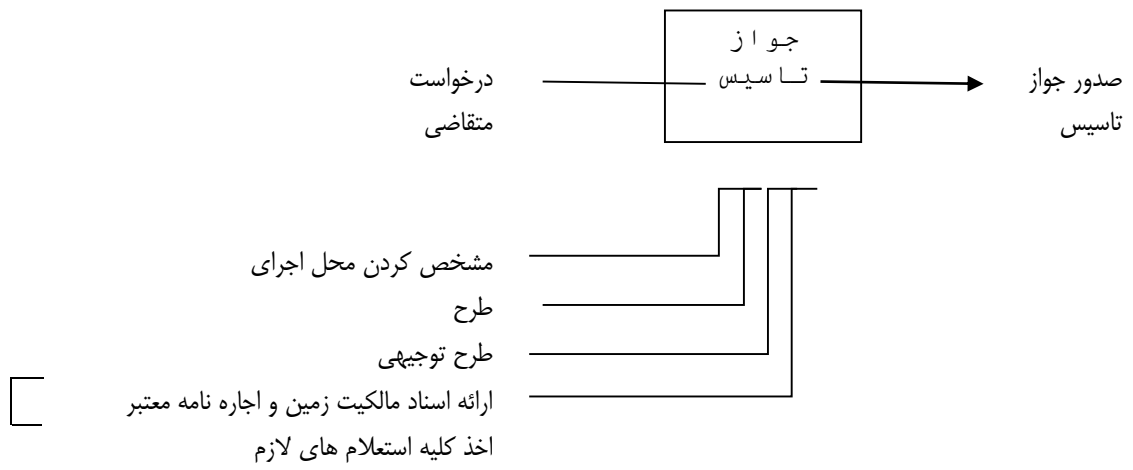 جواز
تاسیس
درخواست
متقاضی
صدور جواز
تاسیس
مشخص کردن محل اجرای
طرح
طرح توجیهی
ارائه اسناد مالکیت زمین و اجاره نامه معتبر
اخذ کلیه استعلام های لازم